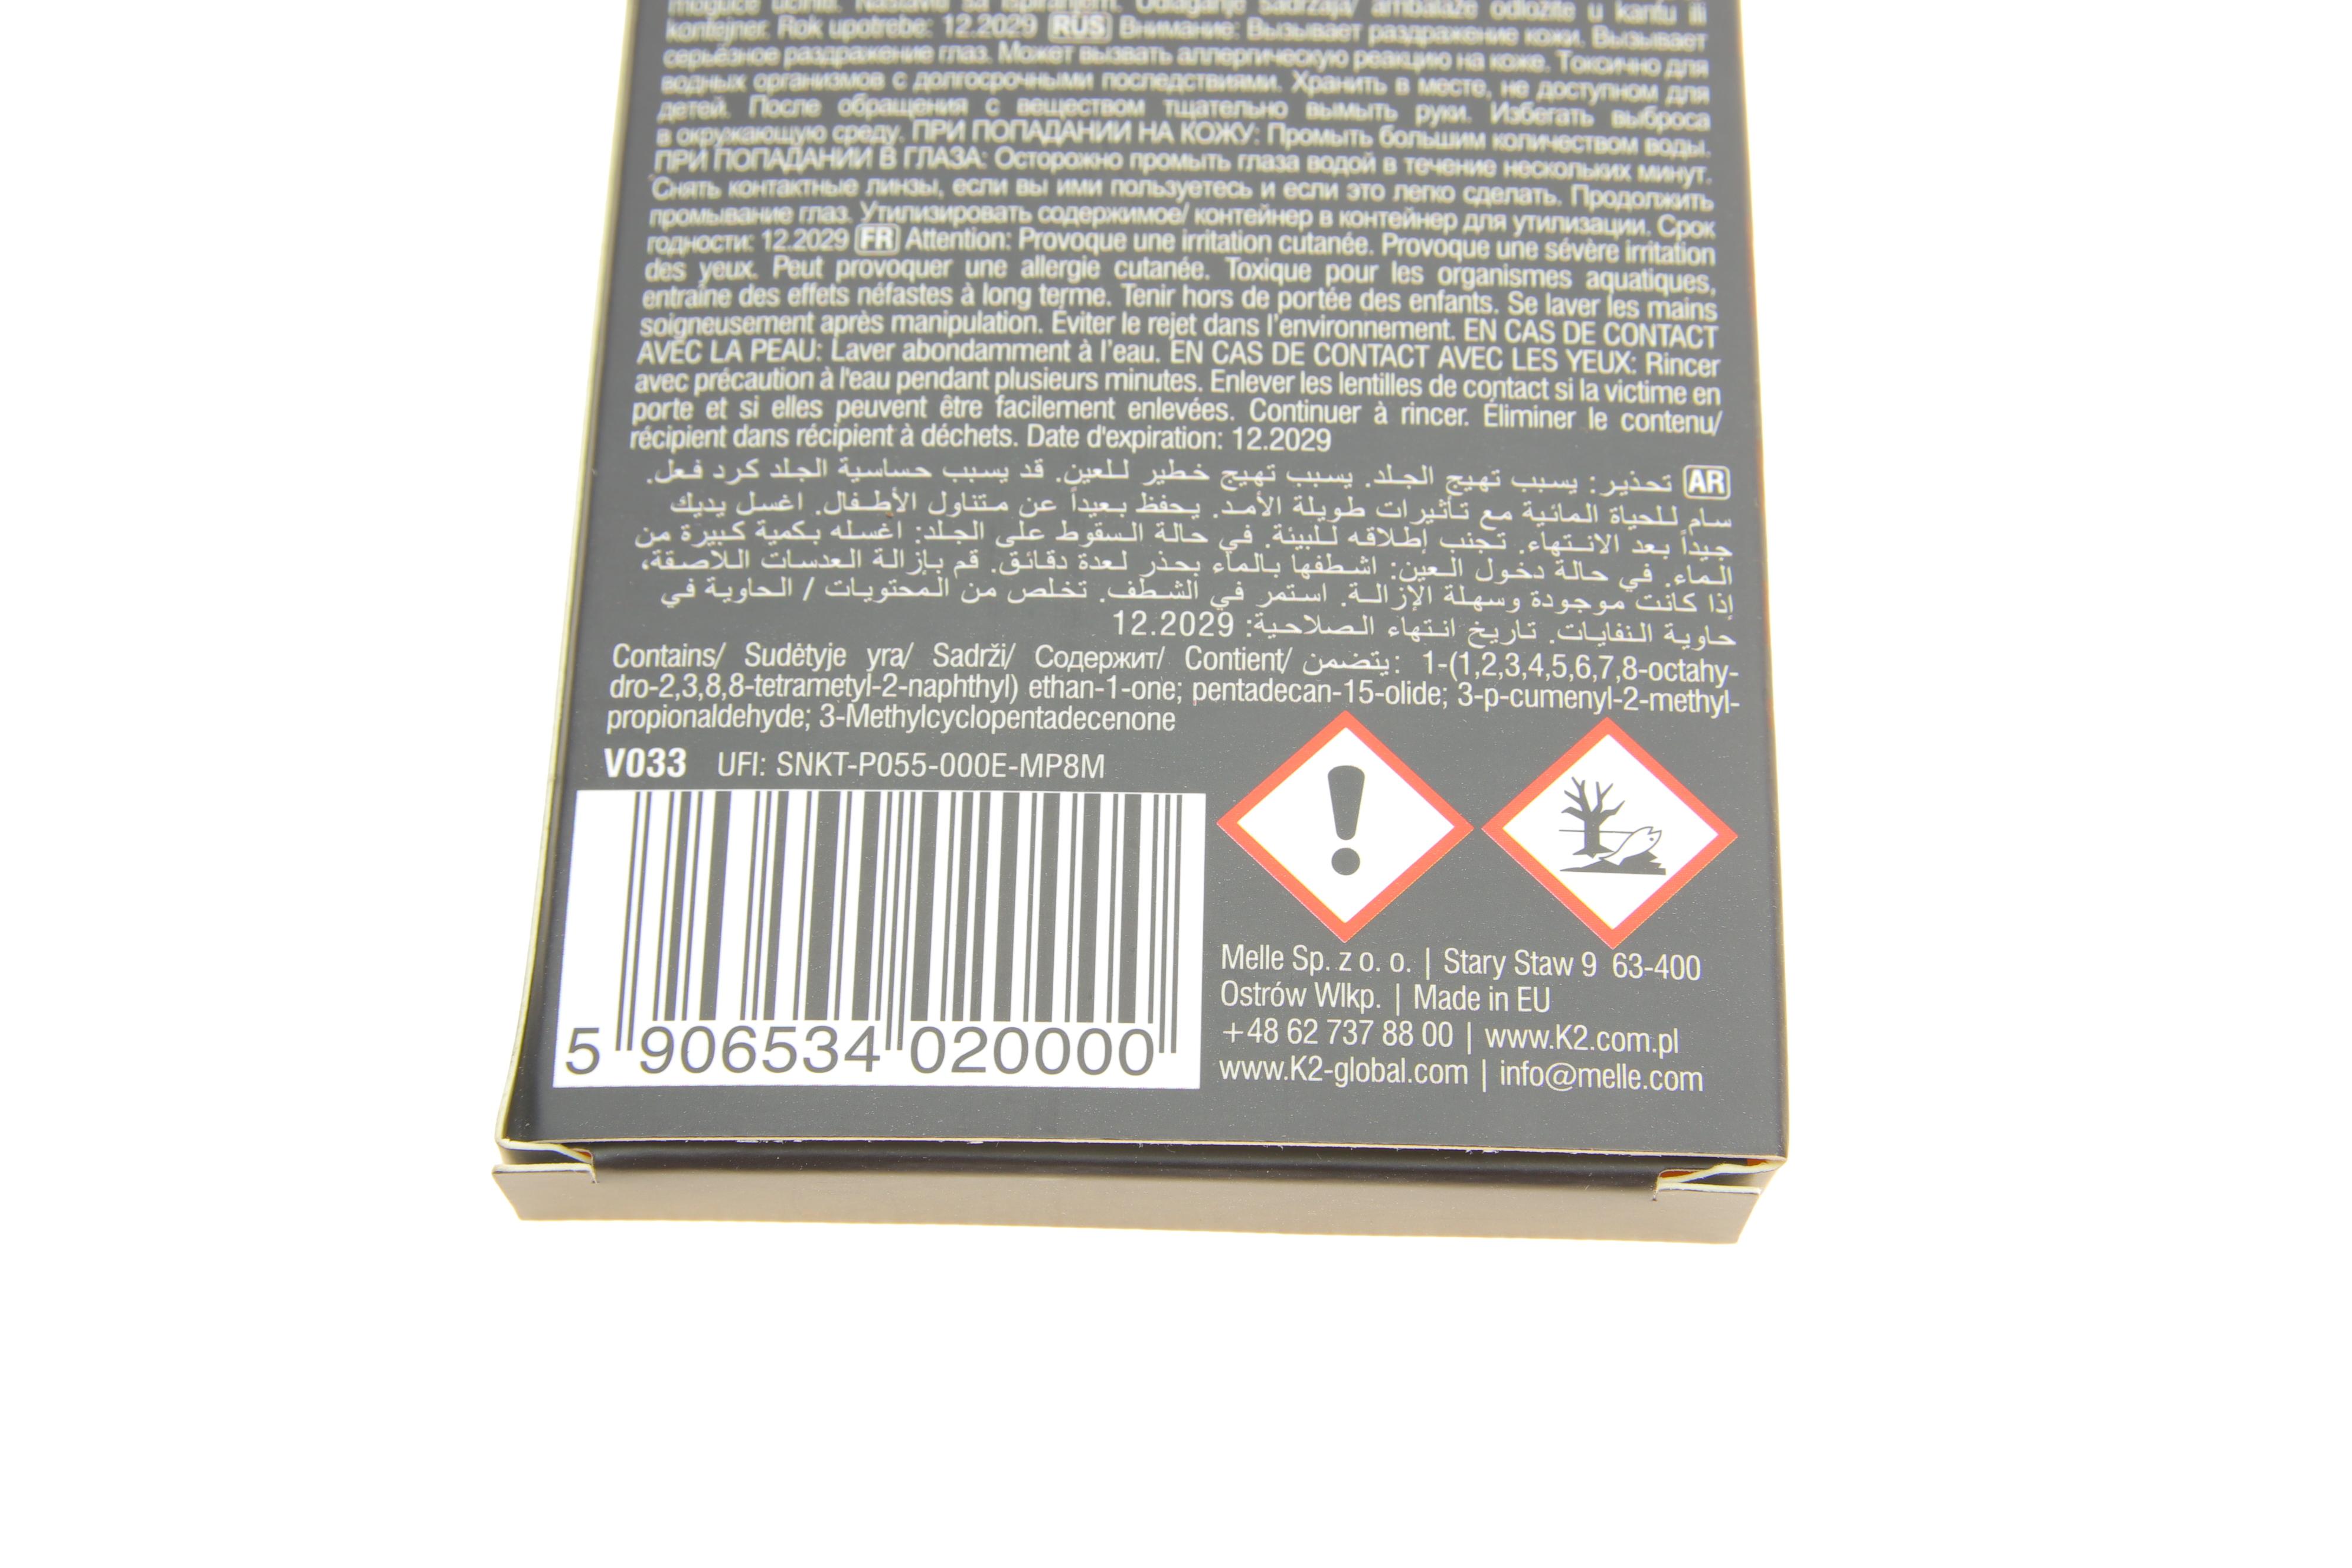 moguće učiniti. Nastavite sa ispiranjem. Odlaganje sadržaja/ ambalaže odložite u kantu ili
kontejner. Rok upotrebe: 12.2029 RUS Внимание: Вызывает раздражение кожи. Вызывает
серьёзное раздражение глаз. Может вызвать аллергическую реакцию на коже. Токсично для
водных организмов с долгосрочными последствиями. Хранить в месте, не доступном для
детей. После обращения с веществом тщательно вымыть руки. Избегать выброса
в окружающую среду. ПРИ ПОПАДАНИИ НА КОЖУ: Промыть большим количеством воды.
ПРИ ПОПАДАНИИ В ГЛАЗА: Осторожно промыть глаза водой в течение нескольких минут.
Снять контактные линзы, если вы ими пользуетесь и если это легко сделать. Продолжить
промывание глаз. Утилизировать содержимое/ контейнер в контейнер для утилизации. Срок
годности: 12.2029 FR Attention: Provoque une irritation cutanée. Provoque une sévère irritation
des yeux. Peut provoquer une allergie cutanée. Toxique pour les organismes aquatiques,
entraîne des effets néfastes à long terme. Tenir hors de portée des enfants. Se laver les mains
soigneusement après manipulation. Éviter le rejet dans l'environnement. EN CAS DE CONTACT
AVEC LA PEAU: Laver abondamment à l'eau. EN CAS DE CONTACT AVEC LES YEUX: Rincer
avec précaution à l'eau pendant plusieurs minutes. Enlever les lentilles de contact si la victime en
porte et si elles peuvent être facilement enlevées. Continuer à rincer. Éliminer le contenu/
récipient dans récipient à déchets. Date d'expiration: 12.2029
AR تحذير: يسبب تهيج الجلد. يسبب تهيج خطير للعين. قد يسبب حساسية الجلد كرد فعل.
سام للحياة المائية مع تأثيرات طويلة الأمد. يحفظ بعيداً عن متناول الأطفال. اغسل يديك
جيداً بعد الانتهاء. تجنب إطلاقه للبيئة. في حالة السقوط على الجلد: اغسله بكمية كبيرة من
الماء. في حالة دخول العين: اشطفها بالماء بحذر لعدة دقائق. قم بإزالة العدسات اللاصقة،
إذا كانت موجودة وسهلة الإزالة. استمر في الشطف. تخلص من المحتويات / الحاوية في
حاوية النفايات. تاريخ انتهاء الصلاحية: 12.2029
Contains/ Sudėtyje yra/ Sadrži/ Содержит/ Contient/ يتضمن: 1-(1,2,3,4,5,6,7,8-octahy-
dro-2,3,8,8-tetrametyl-2-naphthyl) ethan-1-one; pentadecan-15-olide; 3-p-cumenyl-2-methyl-
propionaldehyde; 3-Methylcyclopentadecenone
V033 UFI: SNKT-P055-000E-MP8M
5 906534 020000
Melle Sp. z o. o. | Stary Staw 9 63-400
Ostrów Wlkp. | Made in EU
+48 62 737 88 00 | www.K2.com.pl
www.K2-global.com | info@melle.com